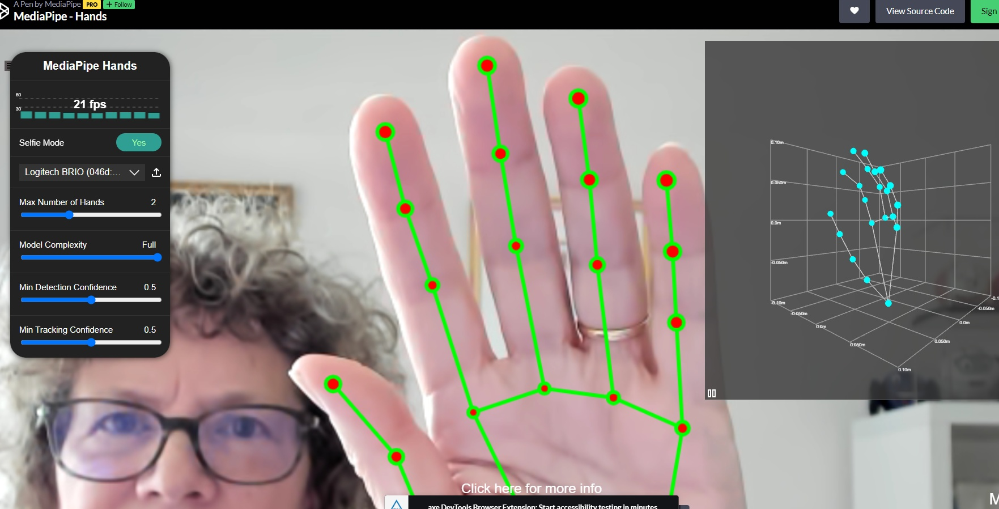 A Pen by MediaPipe PRO + Follow
MediaPipe - Hands
View Source Code
Sign
MediaPipe Hands
60
21 fps
30
Selfie Mode Yes
Logitech BRIO (046d:...
Max Number of Hands 2
Model Complexity Full
Min Detection Confidence 0.5
Min Tracking Confidence 0.5
0.10m
0.050m
0.0m
-0.050m
-0.10m
-0.050m
0.0m
0.050m
0.10m
0.050m
0.0m
-0.050m
-0.1
Click here for more info
M
axe DevTools Browser Extension: Start accessibility testing in minutes